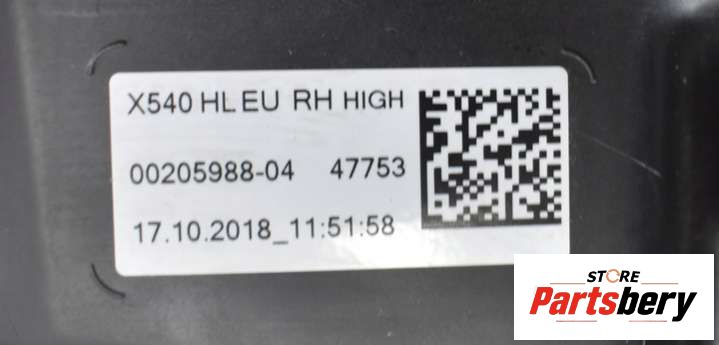 X540 HL EU RH HIGH
00205988-04 47753
17.10.2018_11:51:58
STORE
Partsbery